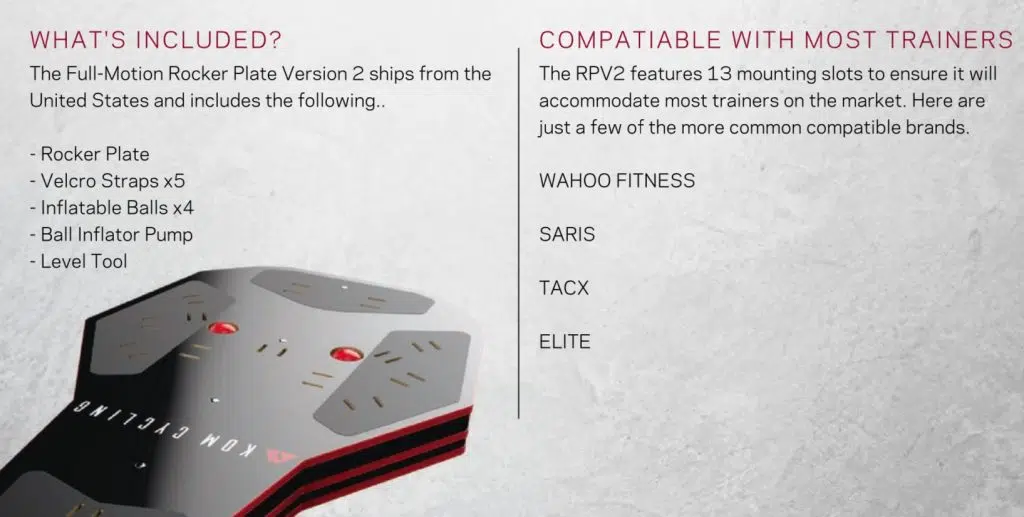 WHAT'S INCLUDED?
The Full-Motion Rocker Plate Version 2 ships from the
United States and includes the following..
- Rocker Plate
- Velcro Straps x5
- Inflatable Balls x4
- Ball Inflator Pump
- Level Tool
KOM CYCLING
COMPATIABLE WITH MOST TRAINERS
The RPV2 features 13 mounting slots to ensure it will
accommodate most trainers on the market. Here are
just a few of the more common compatible brands.
WAHOO FITNESS
SARIS
TACX
ELITE